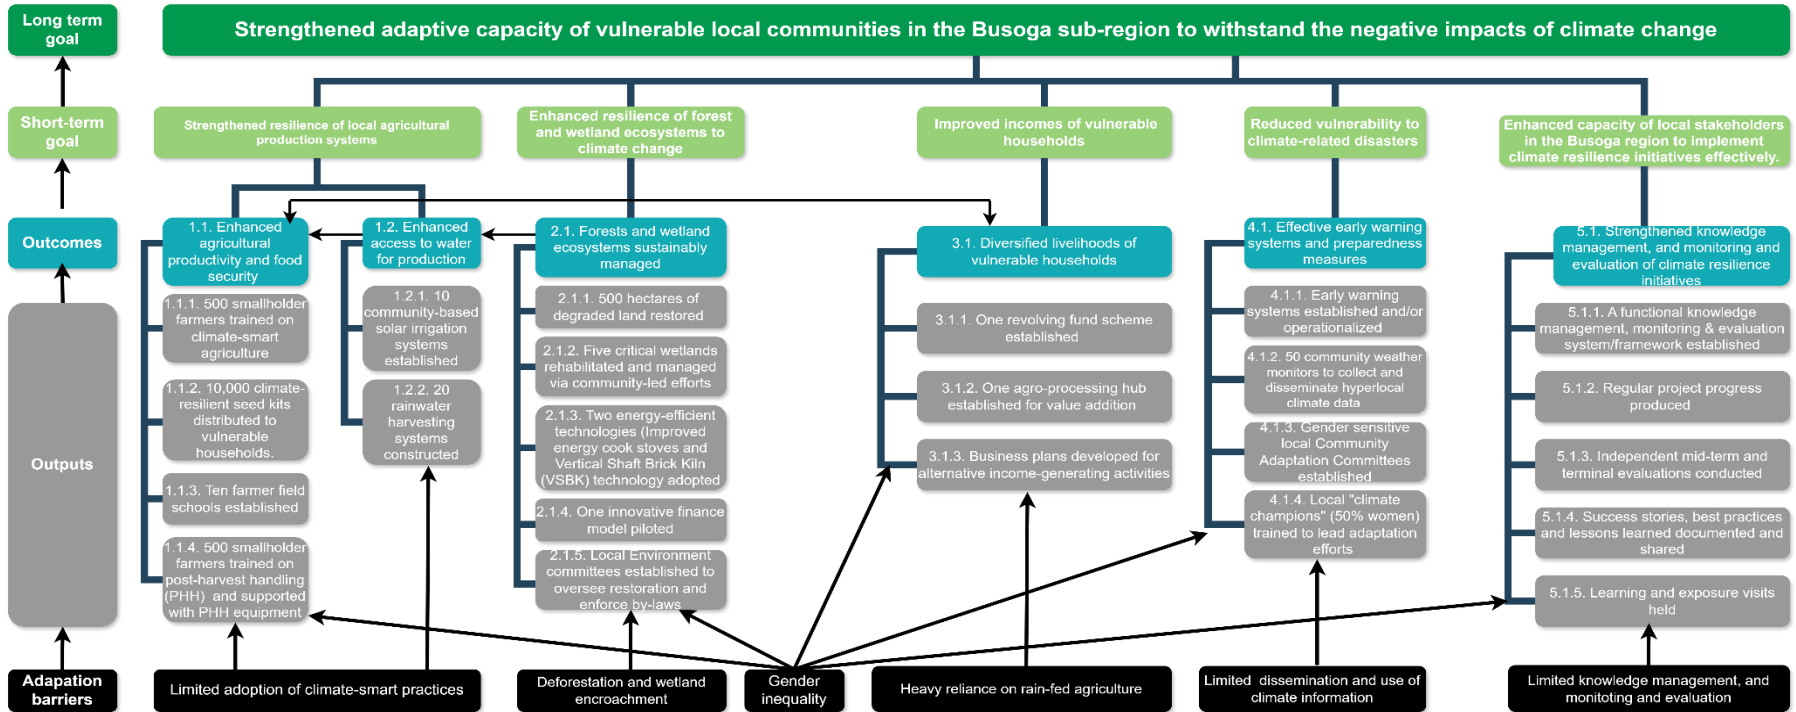 Long term
goal
Strengthened adaptive capacity of vulnerable local communities in the Busoga sub-region to withstand the negative impacts of climate change
Short-term
goal
Strengthened resilience of local agricultural
production systems
Enhanced resilience of forest
and wetland ecosystems to
climate change
Improved incomes of vulnerable
households
Reduced vulnerability to
climate-related disasters
Enhanced capacity of local stakeholders
in the Busoga region to implement
climate resilience initiatives effectively.
Outcomes
1.1. Enhanced
agricultural
productivity and food
security
1.2. Enhanced
access to water
for production
2.1. Forests and wetland
ecosystems sustainably
managed
3.1. Diversified livelihoods of
vulnerable households
4.1. Effective early warning
systems and preparedness
measures
5.1. Strengthened knowledge
management, and monitoring and
evaluation of climate resilience
initiatives
Outputs
1.1.1. 500 smallholder
farmers trained on
climate-smart
agriculture
1.1.2. 10,000 climate-
resilient seed kits
distributed to
vulnerable
households.
1.1.3. Ten farmer field
schools established
1.1.4. 500 smallholder
farmers trained on
post-harvest handling
(PHH) and supported
with PHH equipment
1.2.1. 10
community-based
solar irrigation
systems
established
1.2.2. 20
rainwater
harvesting
systems
constructed
2.1.1. 500 hectares of
degraded land restored
2.1.2. Five critical wetlands
rehabilitated and managed
via community-led efforts
2.1.3. Two energy-efficient
technologies (Improved
energy cook stoves and
Vertical Shaft Brick Kiln
(VSBK) technology adopted
2.1.4. One innovative finance
model piloted
2.1.5. Local Environment
committees established to
oversee restoration and
enforce by-laws
3.1.1. One revolving fund scheme
established
3.1.2. One agro-processing hub
established for value addition
3.1.3. Business plans developed for
alternative income-generating activities
4.1.1. Early warning
systems established and/or
operationalized
4.1.2. 50 community weather
monitors to collect and
disseminate hyperlocal
climate data
4.1.3. Gender sensitive
local Community
Adaptation Committees
established
4.1.4. Local "climate
champions" (50% women)
trained to lead adaptation
efforts
5.1.1. A functional knowledge
management, monitoring & evaluation
system/framework established
5.1.2. Regular project progress
produced
5.1.3. Independent mid-term and
terminal evaluations conducted
5.1.4. Success stories, best practices
and lessons learned documented and
shared
5.1.5. Learning and exposure visits
held
Adapation
barriers
Limited adoption of climate-smart practices
Deforestation and wetland
encroachment
Gender
inequality
Heavy reliance on rain-fed agriculture
Limited dissemination and use of
climate information
Limited knowledge management, and
monitoting and evaluation